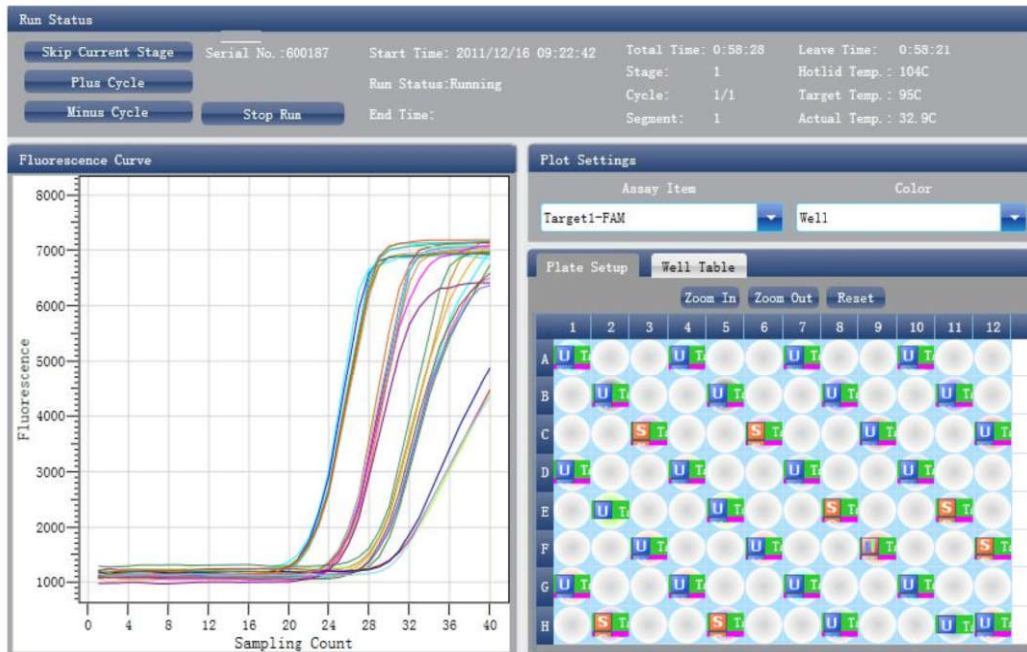 Run Status
Skip Current Stage
Plus Cycle
Minus Cycle
Serial No.:600187
Stop Run
Start Time: 2011/12/16 09:22:42
Run Status:Running
End Time:
Total Time: 0:58:28
Stage: 1
Cycle: 1/1
Segment: 1
Leave Time: 0:58:21
Hotlid Temp.: 104C
Target Temp.: 95C
Actual Temp.: 32.9C
Fluorescence Curve
8000
7000
6000
5000
4000
3000
2000
1000
Fluorescence
0 4 8 12 16 20 24 28 32 36 40
Sampling Count
Plot Settings
Assay Item Color
Target1-FAM Well
Plate Setup Well Table
Zoom In Zoom Out Reset
1 2 3 4 5 6 7 8 9 10 11 12
A U T U T U T U T
B U T U T U T U T
C S T S T U T U T
D U T U T U T U T
E U T U T S T S T
F U T U T T S T
G U T U T U T U T
H S T S T U T U T U T